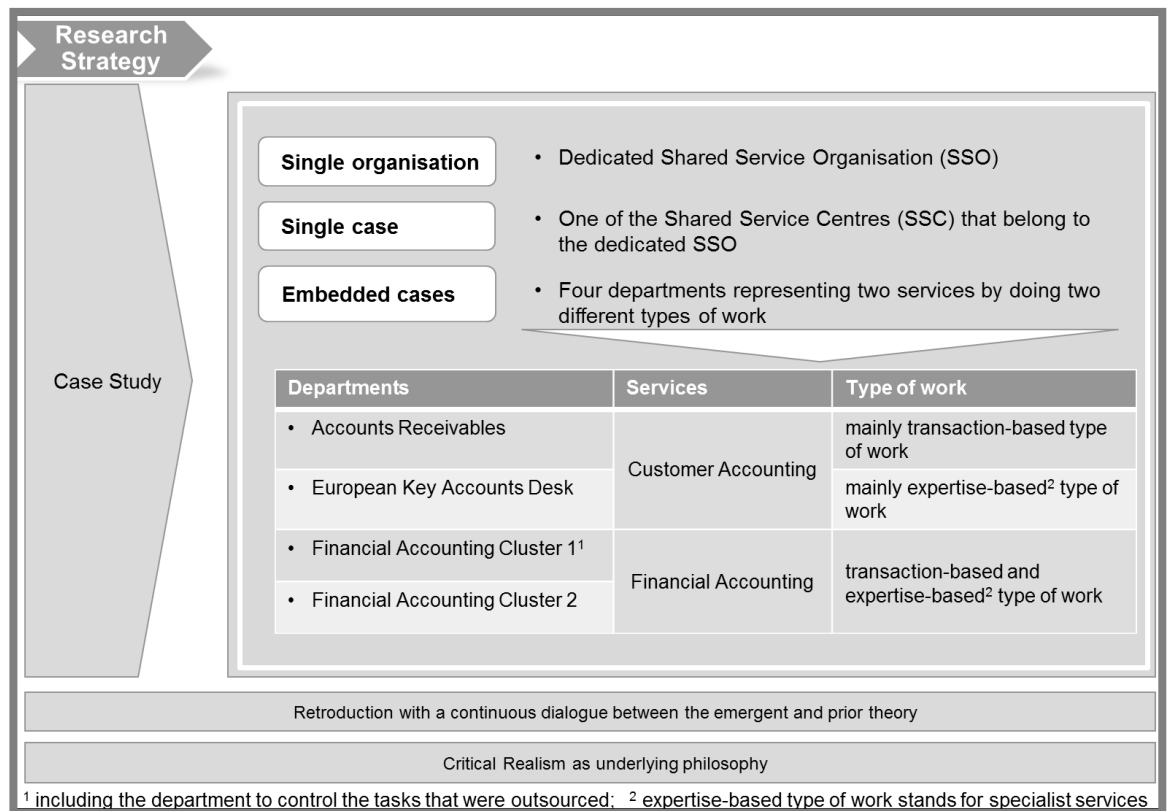 Research
Strategy
Case Study
Single organisation
• Dedicated Shared Service Organisation (SSO)
Single case
• One of the Shared Service Centres (SSC) that belong to
the dedicated SSO
Embedded cases
• Four departments representing two services by doing two
different types of work
Departments Services Type of work
• Accounts Receivables
Customer Accounting
mainly transaction-based type
of work
• European Key Accounts Desk
mainly expertise-based² type of
work
• Financial Accounting Cluster 1¹
Financial Accounting
transaction-based and
expertise-based² type of work
• Financial Accounting Cluster 2
Retroduction with a continuous dialogue between the emergent and prior theory
Critical Realism as underlying philosophy
¹ including the department to control the tasks that were outsourced; ² expertise-based type of work stands for specialist services